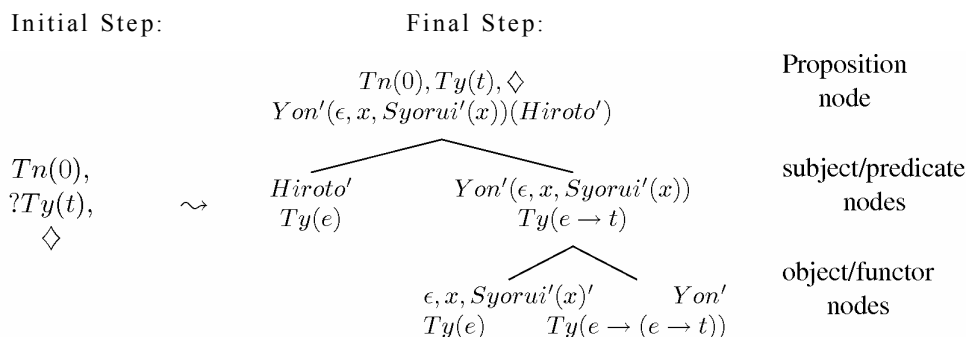 Initial Step: Final Step:
Tn(0), Ty(t), ◇ Proposition
Yon′(ϵ, x, Syorui′(x))(Hiroto′) node
Tn(0), subject/predicate
?Ty(t), ⇝ Hiroto′ Yon′(ϵ, x, Syorui′(x)) nodes
◇ Ty(e) Ty(e → t)
object/functor
ϵ, x, Syorui′(x)′ Yon′ nodes
Ty(e) Ty(e → (e → t))